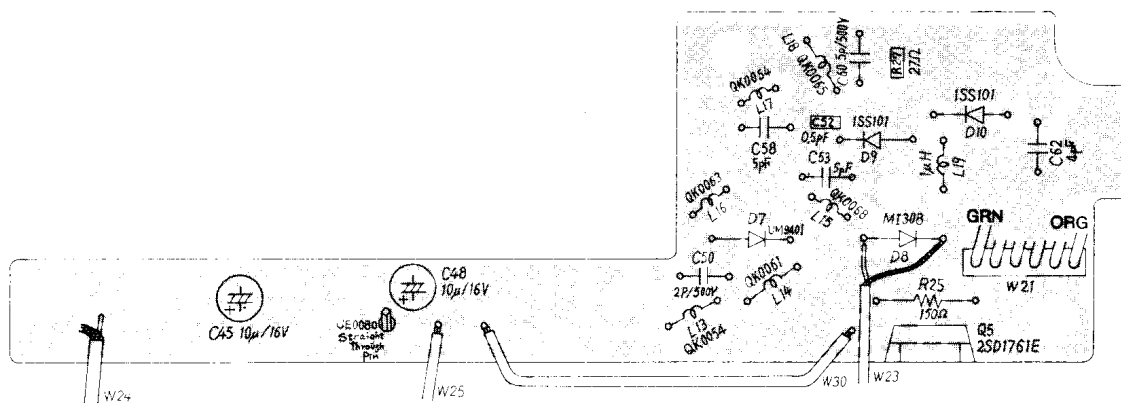 L18
QK0065
C60 5p/500V
R27
27Ω
QK0054
L17
C58
5pF
C52
0.5pF
1SS101
D9
1SS101
D10
C53
5pF
1μH
L19
C62
QK0063
L16
QK0068
L15
D7
UM9401
MI308
D8
GRN
ORG
W21
C50
2P/500V
QK0061
L14
L13
QK0054
R25
150Ω
Q5
2SD1761E
C45 10μ/16V
C48
10μ/16V
Straight
Through
Pin
W24
W25
W30
W23